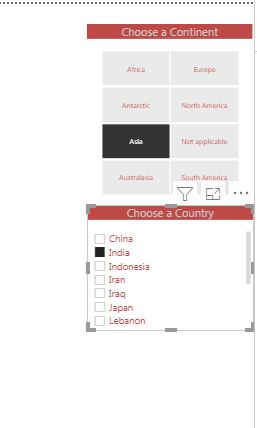 Choose a Continent
Africa Europe
Antarctic North America
Asia Not applicable
Australasia South America
Choose a Country
China
India
Indonesia
Iran
Iraq
Japan
Lebanon